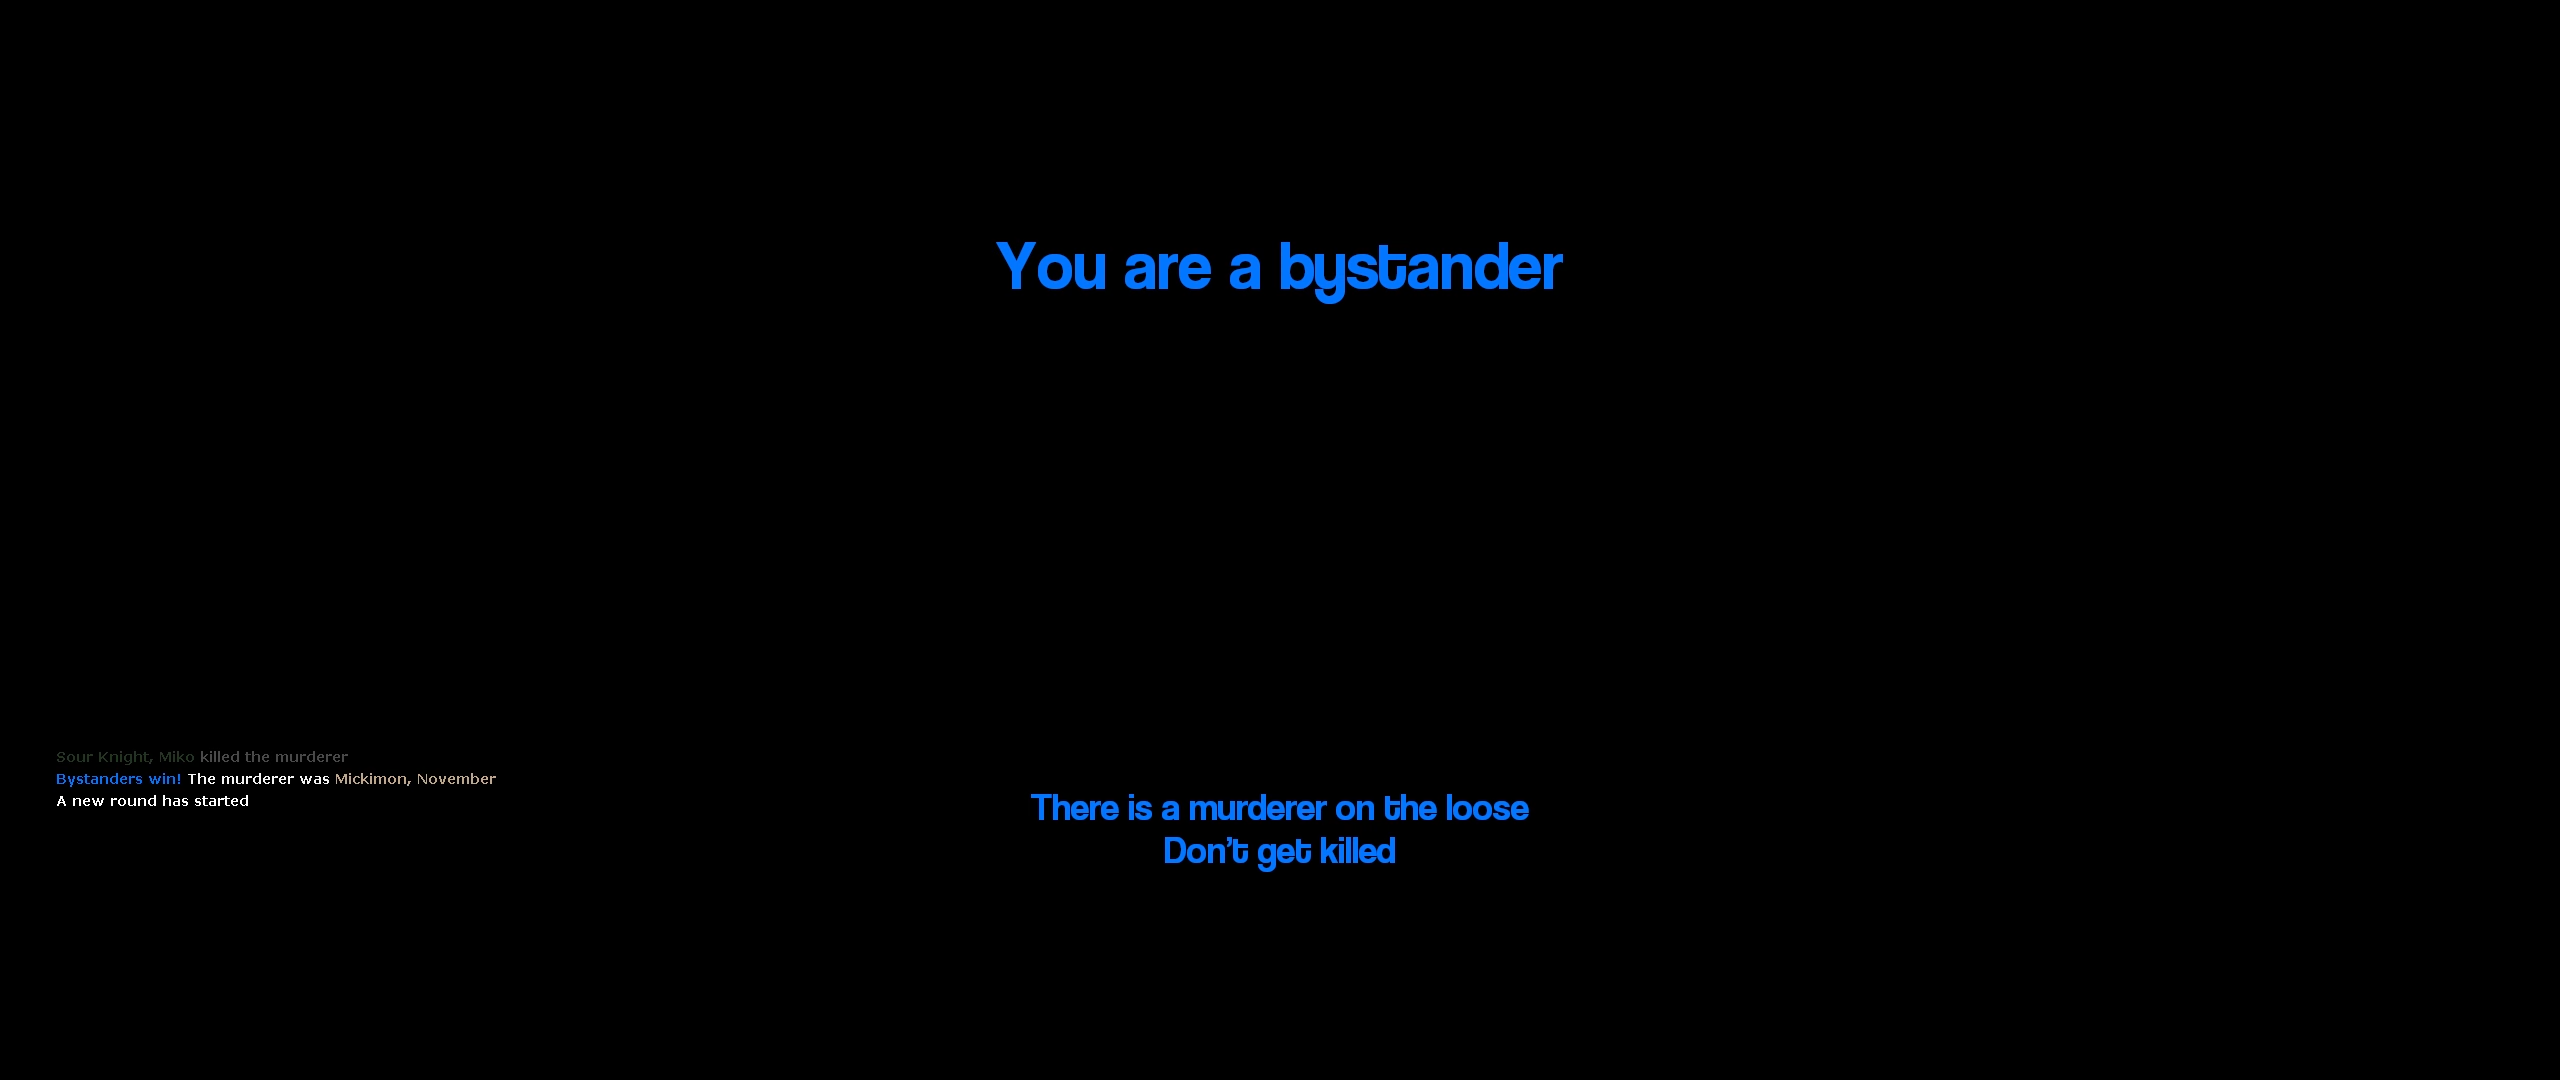 You are a bystander
Sour Knight, Miko killed the murderer
Bystanders win! The murderer was Mickimon, November
A new round has started
There is a murderer on the loose
Don't get killed